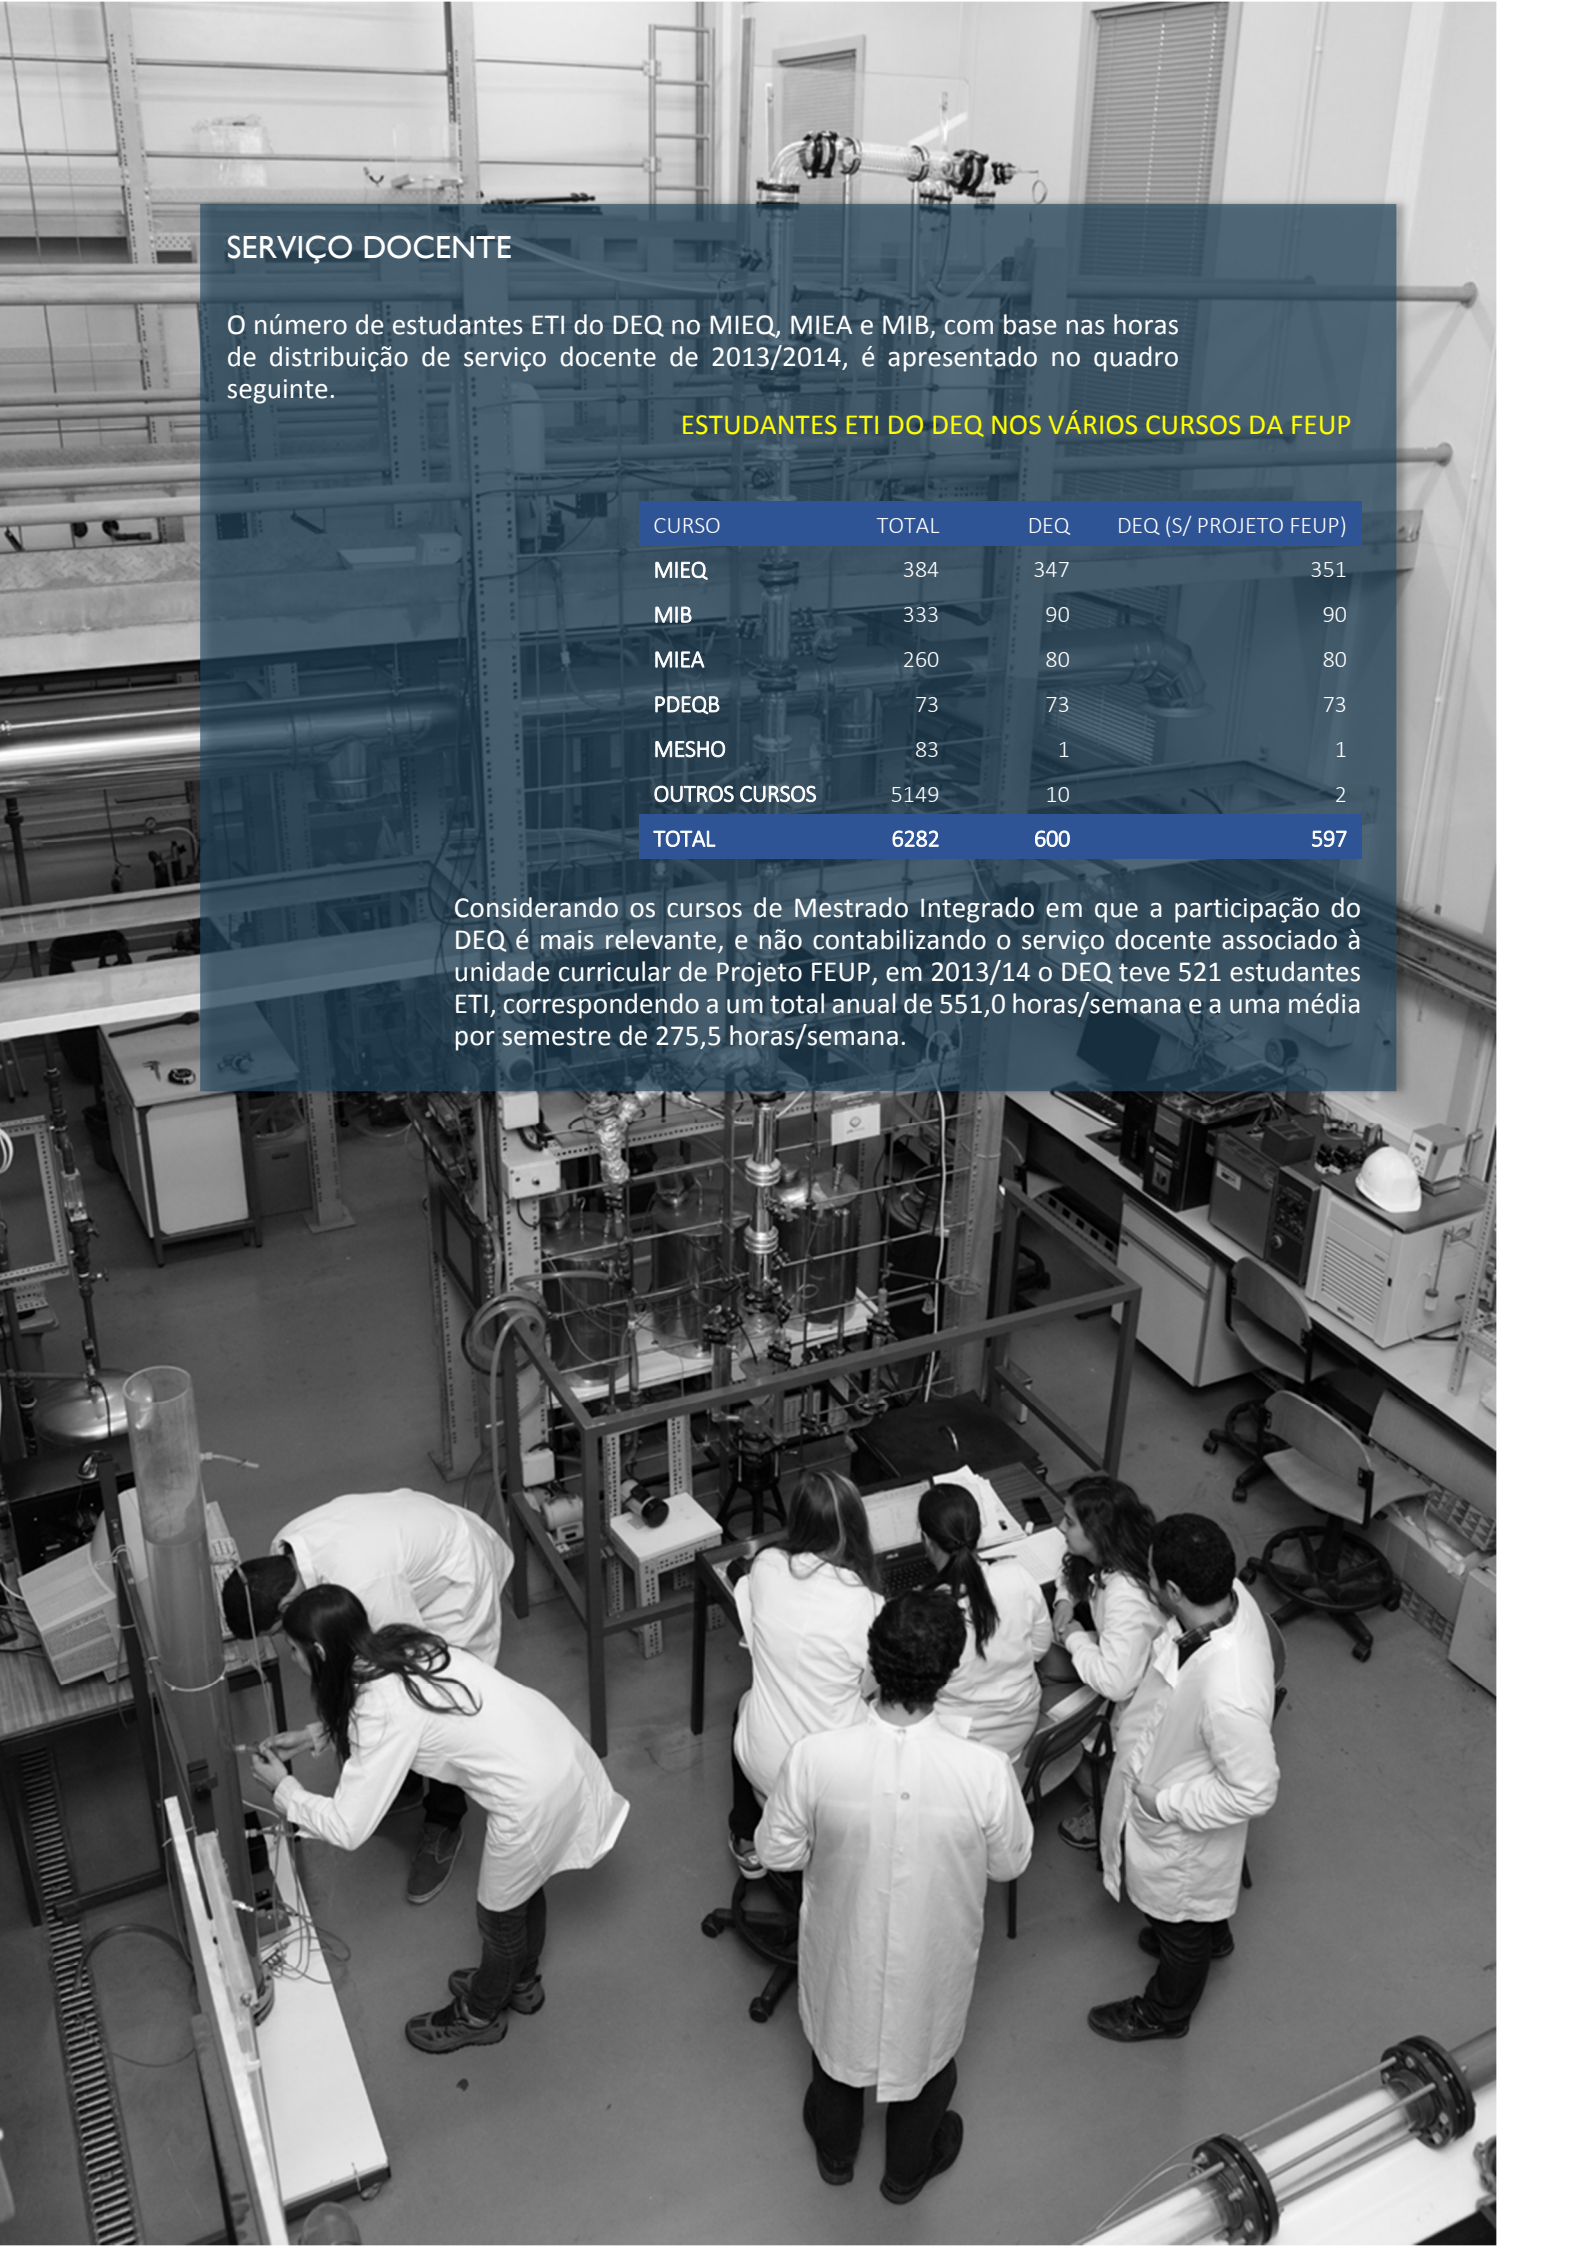 SERVIÇO DOCENTE
O número de estudantes ETI do DEQ no MIEQ, MIEA e MIB, com base nas horas
de distribuição de serviço docente de 2013/2014, é apresentado no quadro
seguinte.
ESTUDANTES ETI DO DEQ NOS VÁRIOS CURSOS DA FEUP
CURSO TOTAL DEQ DEQ (S/ PROJETO FEUP)
MIEQ 384 347 351
MIB 333 90 90
MIEA 260 80 80
PDEQB 73 73 73
MESHO 83 1 1
OUTROS CURSOS 5149 10 2
TOTAL 6282 600 597
Considerando os cursos de Mestrado Integrado em que a participação do
DEQ é mais relevante, e não contabilizando o serviço docente associado à
unidade curricular de Projeto FEUP, em 2013/14 o DEQ teve 521 estudantes
ETI, correspondendo a um total anual de 551,0 horas/semana e a uma média
por semestre de 275,5 horas/semana.